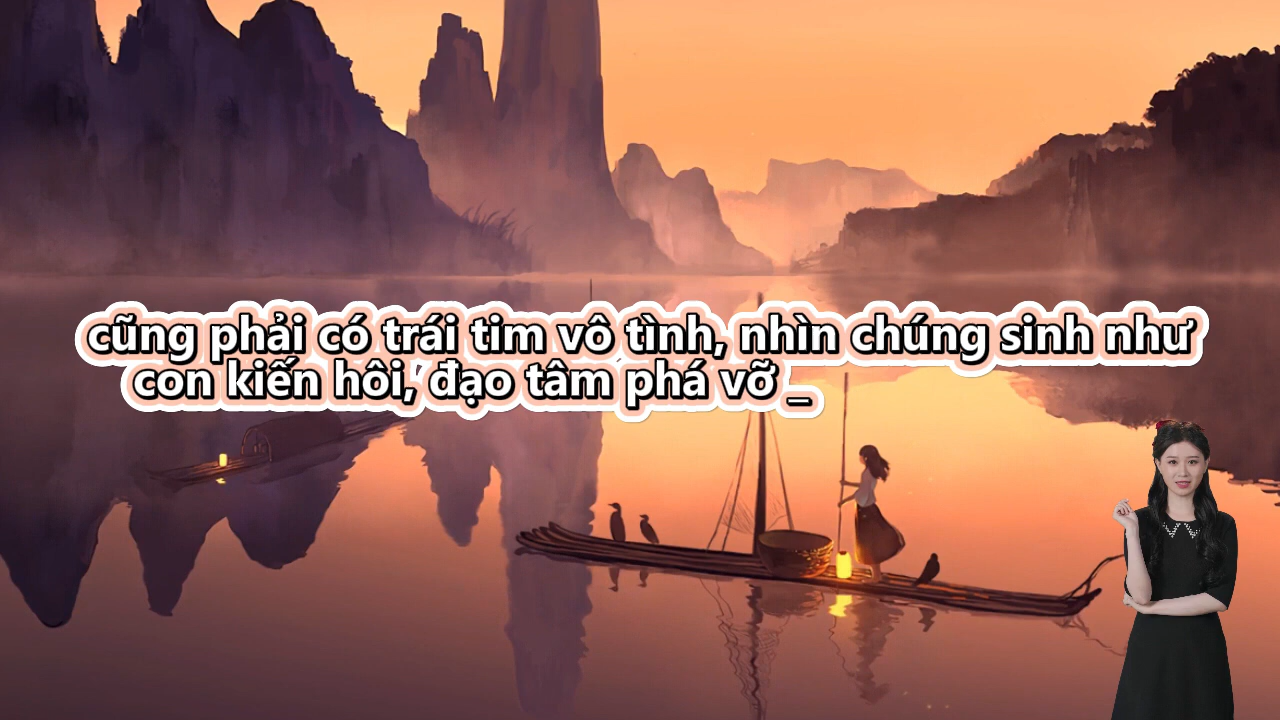 cũng phải có trái tim vô tình, nhìn chúng sinh như
con kiến hôi, đạo tâm phá vỡ _